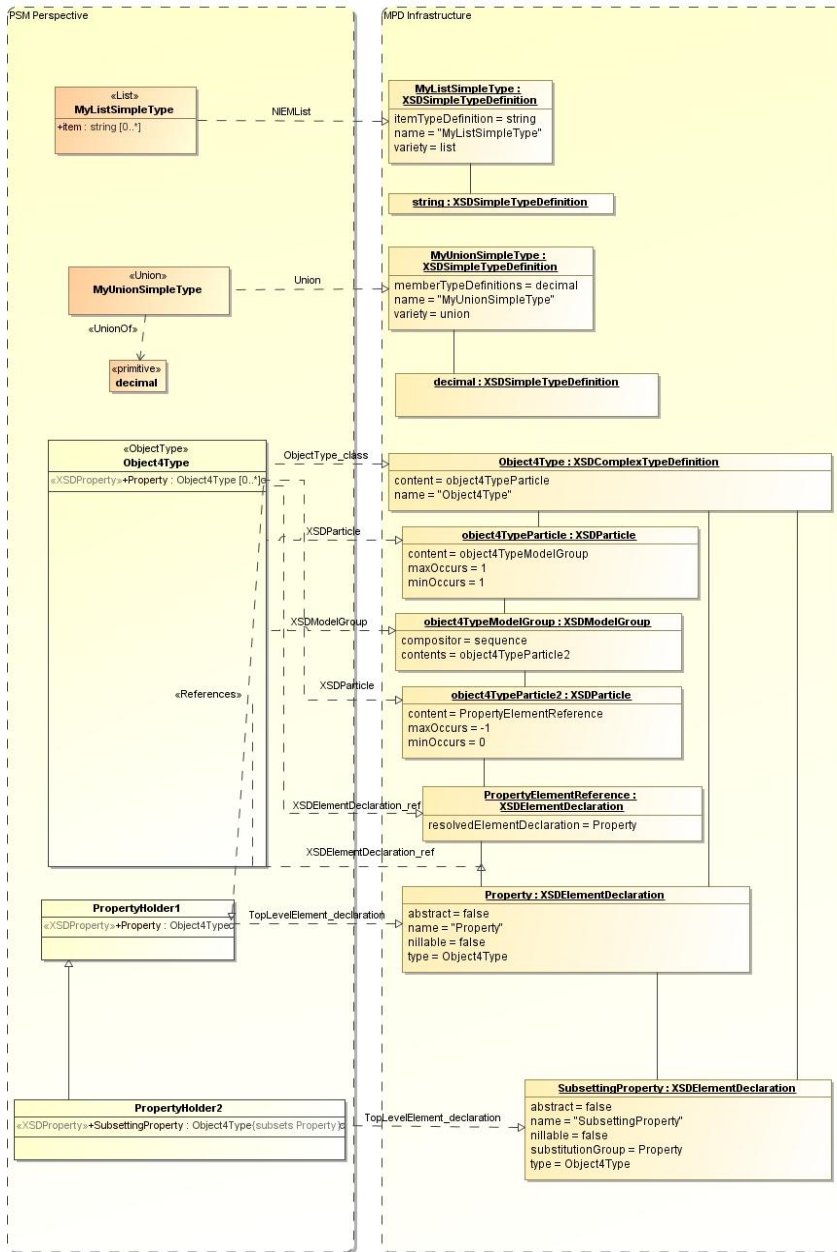 PSM Perspective
MPD Infrastructure
«List»
MyListSimpleType
+item : string [0..*]
NIEMList
MyListSimpleType :
XSDSimpleTypeDefinition
itemTypeDefinition = string
name = "MyListSimpleType"
variety = list
string : XSDSimpleTypeDefinition
«Union»
MyUnionSimpleType
Union
MyUnionSimpleType :
XSDSimpleTypeDefinition
memberTypeDefinitions = decimal
name = "MyUnionSimpleType"
variety = union
«UnionOf»
«primitive»
decimal
decimal : XSDSimpleTypeDefinition
«ObjectType»
Object4Type
«XSDProperty»+Property : Object4Type [0..*]
ObjectType_class
Object4Type : XSDComplexTypeDefinition
content = object4TypeParticle
name = "Object4Type"
XSDParticle
object4TypeParticle : XSDParticle
content = object4TypeModelGroup
maxOccurs = 1
minOccurs = 1
XSDModelGroup
object4TypeModelGroup : XSDModelGroup
compositor = sequence
contents = object4TypeParticle2
XSDParticle
«References»
object4TypeParticle2 : XSDParticle
content = PropertyElementReference
maxOccurs = -1
minOccurs = 0
XSDElementDeclaration_ref
PropertyElementReference :
XSDElementDeclaration
resolvedElementDeclaration = Property
XSDElementDeclaration_ref
PropertyHolder1
«XSDProperty»+Property : Object4Type
TopLevelElement_declaration
Property : XSDElementDeclaration
abstract = false
name = "Property"
nillable = false
type = Object4Type
PropertyHolder2
«XSDProperty»+SubsettingProperty : Object4Type{subsets Property}
TopLevelElement_declaration
SubsettingProperty : XSDElementDeclaration
abstract = false
name = "SubsettingProperty"
nillable = false
substitutionGroup = Property
type = Object4Type